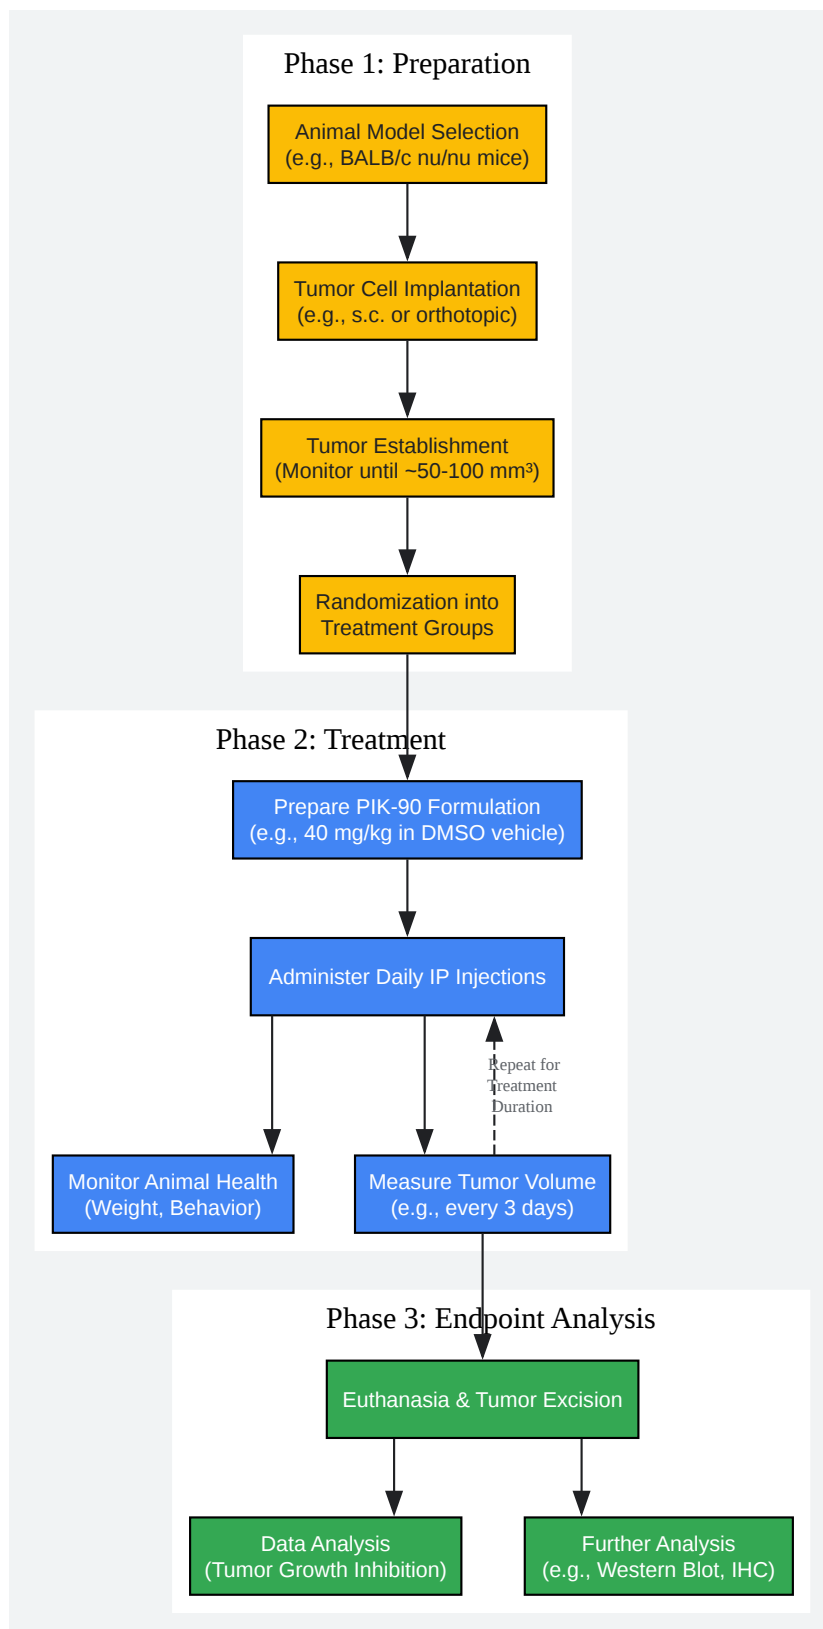 Phase 1: Preparation
Animal Model Selection
(e.g., BALB/c nu/nu mice)
Tumor Cell Implantation
(e.g., s.c. or orthotopic)
Tumor Establishment
(Monitor until ~50-100 mm³)
Randomization into
Treatment Groups
Phase 2: Treatment
Prepare PIK-90 Formulation
(e.g., 40 mg/kg in DMSO vehicle)
Administer Daily IP Injections
Repeat for
Treatment
Duration
Monitor Animal Health
(Weight, Behavior)
Measure Tumor Volume
(e.g., every 3 days)
Phase 3: Endpoint Analysis
Euthanasia & Tumor Excision
Data Analysis
(Tumor Growth Inhibition)
Further Analysis
(e.g., Western Blot, IHC)